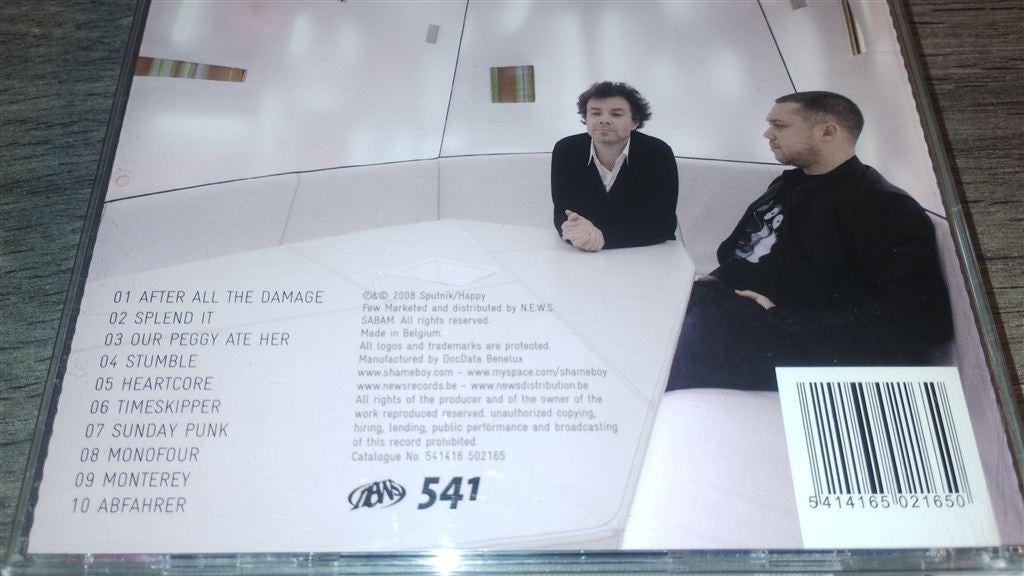 01 AFTER ALL THE DAMAGE
02 SPLEND IT
03 OUR PEGGY ATE HER
04 STUMBLE
05 HEARTCORE
06 TIMESKIPPER
07 SUNDAY PUNK
08 MONOFOUR
09 MONTEREY
10 ABFAHRER
℗&© 2008 Sputnik/Happy
Few Marketed and distributed by N.E.W.S.
SABAM. All rights reserved.
Made in Belgium.
All logos and trademarks are protected.
Manufactured by DocData Benelux
www.shameboy.com - www.myspace.com/shameboy
www.newsrecords.be - www.newsdistribution.be
All rights of the producer and of the owner of the
work reproduced reserved. unauthorized copying,
hiring, lending, public performance and broadcasting
of this record prohibited.
Catalogue No. 541416 502165
news 541
5414165021650